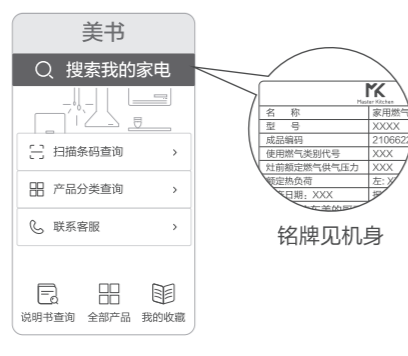 美书
搜索我的家电
扫描条码查询
产品分类查询
联系客服
说明书查询 全部产品 我的收藏
MK
Master Kitchen
名 称 家用燃气
型 号 XXXX
成品编码 2106622
使用燃气类别代号 XXX
灶前额定燃气供气压力 XXX
额定热负荷 左: X
日期: XXX
铭牌见机身